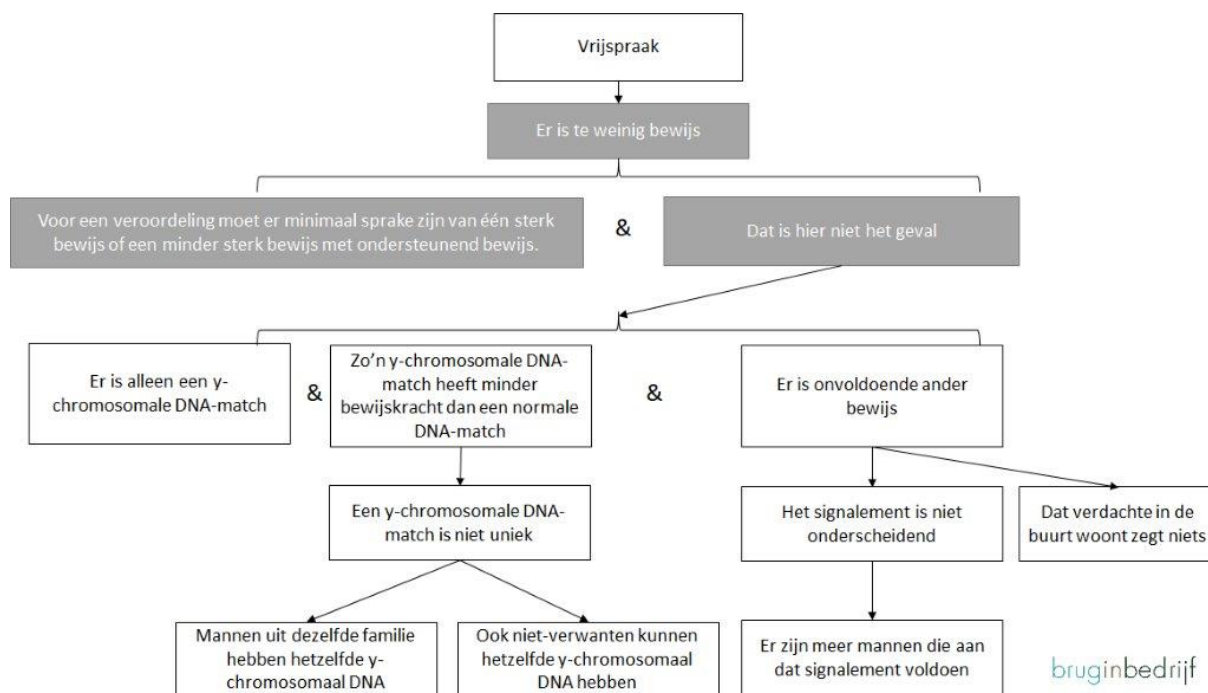 Vrijspraak
Er is te weinig bewijs
Voor een veroordeling moet er minimaal sprake zijn van één sterk
bewijs of een minder sterk bewijs met ondersteunend bewijs.
&
Dat is hier niet het geval
Er is alleen een y-
chromosomale DNA-match
&
Zo'n y-chromosomale DNA-
match heeft minder
bewijskracht dan een normale
DNA-match
&
Er is onvoldoende ander
bewijs
Een y-chromosomale DNA-
match is niet uniek
Het signalement is niet
onderscheidend
Dat verdachte in de
buurt woont zegt niets
Mannen uit dezelfde familie
hebben hetzelfde y-
chromosomaal DNA
Ook niet-verwanten kunnen
hetzelfde y-chromosomaal
DNA hebben
Er zijn meer mannen die aan
dat signalement voldoen
bruginbedrijf